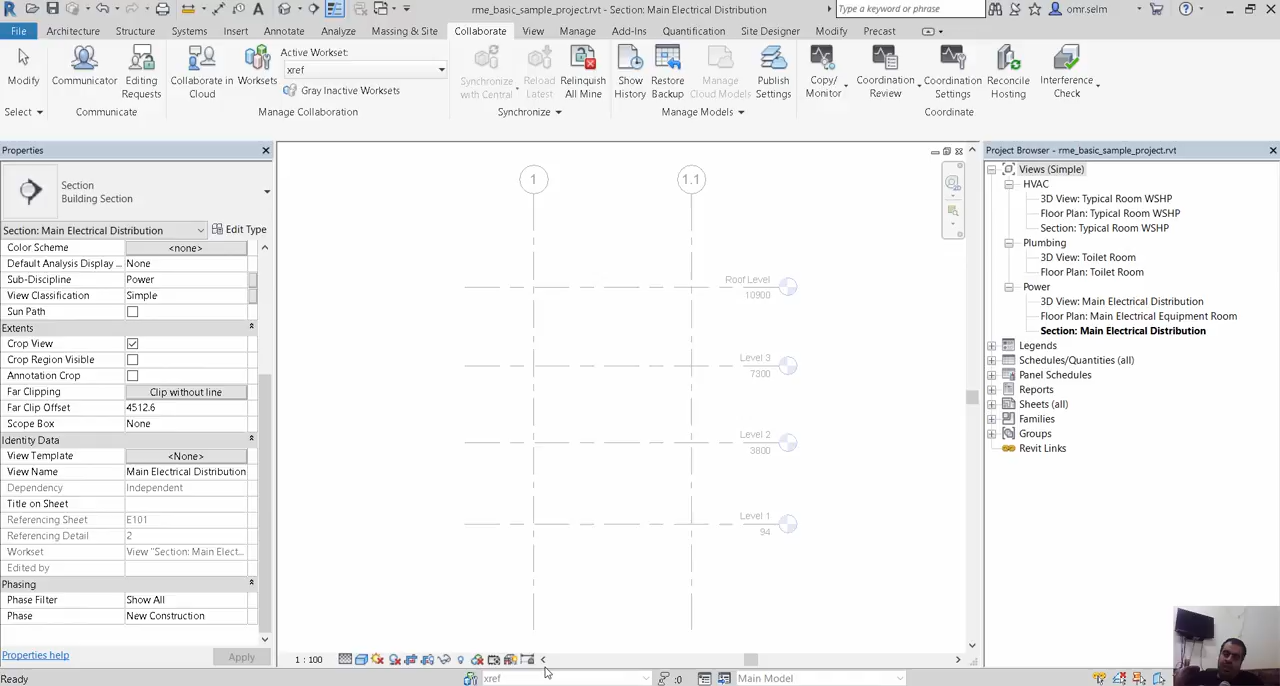 rme_basic_sample_project.rvt - Section: Main Electrical Distribution
Type a keyword or phrase
omr.selm
File Architecture Structure Systems Insert Annotate Analyze Massing & Site Collaborate View Manage Add-Ins Quantification Site Designer Modify Precast
Modify
Communicator
Editing Requests
Collaborate in Cloud
Worksets
Active Workset:
xref
Gray Inactive Worksets
Synchronize with Central
Reload Latest
Relinquish All Mine
Show History
Restore Backup
Manage Cloud Models
Publish Settings
Copy/ Monitor
Coordination Review
Coordination Settings
Reconcile Hosting
Interference Check
Select
Communicate
Manage Collaboration
Synchronize
Manage Models
Coordinate
Properties
Section
Building Section
Section: Main Electrical Distribution
Edit Type
Color Scheme <none>
Default Analysis Display ... None
Sub-Discipline Power
View Classification Simple
Sun Path
Extents
Crop View
Crop Region Visible
Annotation Crop
Far Clipping Clip without line
Far Clip Offset 4512.6
Scope Box None
Identity Data
View Template <None>
View Name Main Electrical Distribution
Dependency Independent
Title on Sheet
Referencing Sheet E101
Referencing Detail 2
Workset View "Section: Main Elect...
Edited by
Phasing
Phase Filter Show All
Phase New Construction
Properties help
Apply
1
1.1
Roof Level
10900
Level 3
7300
Level 2
3800
Level 1
94
1 : 100
Project Browser - rme_basic_sample_project.rvt
Views (Simple)
HVAC
3D View: Typical Room WSHP
Floor Plan: Typical Room WSHP
Section: Typical Room WSHP
Plumbing
3D View: Toilet Room
Floor Plan: Toilet Room
Power
3D View: Main Electrical Distribution
Floor Plan: Main Electrical Equipment Room
Section: Main Electrical Distribution
Legends
Schedules/Quantities (all)
Panel Schedules
Reports
Sheets (all)
Families
Groups
Revit Links
Ready
xref
:0
Main Model